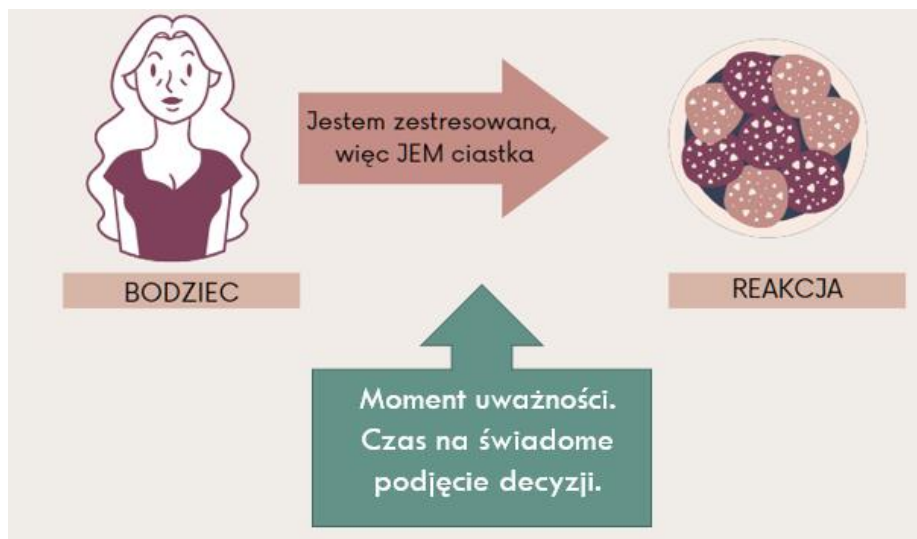 Jestem zestresowana,
więc JEM ciastka
BODZIEC
REAKCJA
Moment uważności.
Czas na świadome
podjęcie decyzji.